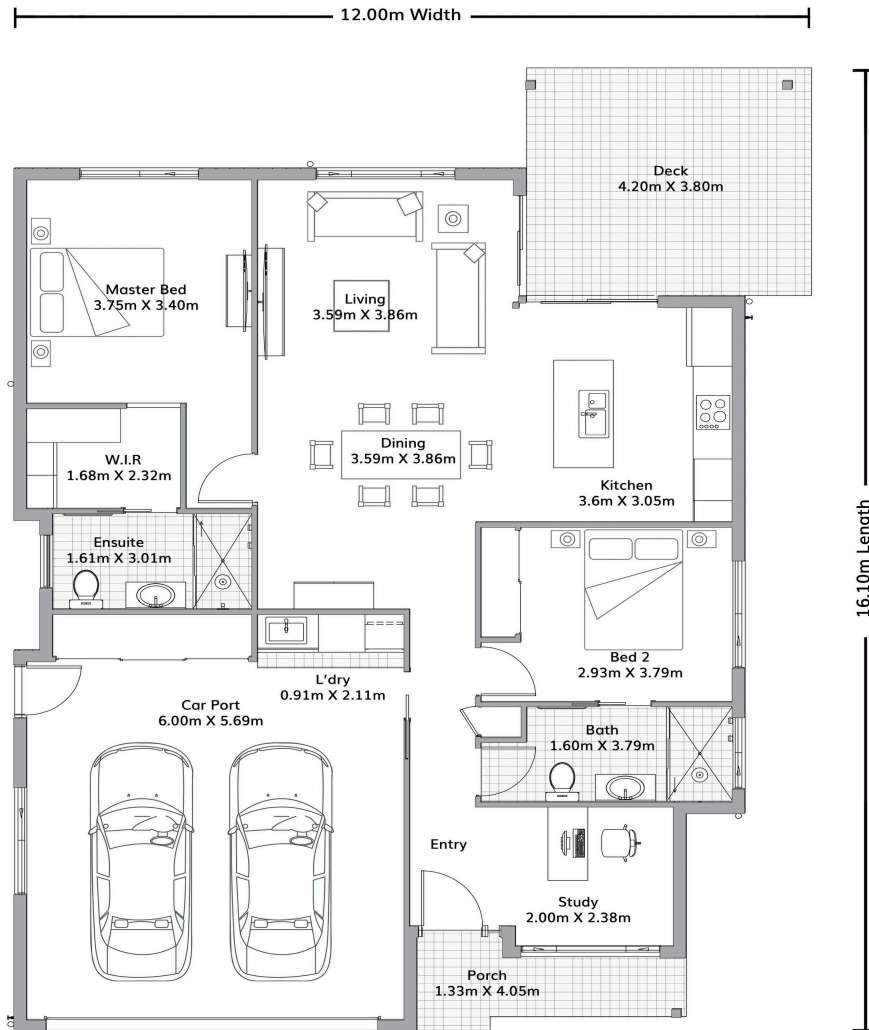 12.00m Width
Deck
4.20m X 3.80m
Master Bed
3.75m X 3.40m
Living
3.59m X 3.86m
Dining
3.59m X 3.86m
W.I.R
1.68m X 2.32m
Kitchen
3.6m X 3.05m
Ensuite
1.61m X 3.01m
16.10m Length
Bed 2
2.93m X 3.79m
L'dry
0.91m X 2.11m
Car Port
6.00m X 5.69m
Bath
1.60m X 3.79m
Entry
Study
2.00m X 2.38m
Porch
1.33m X 4.05m